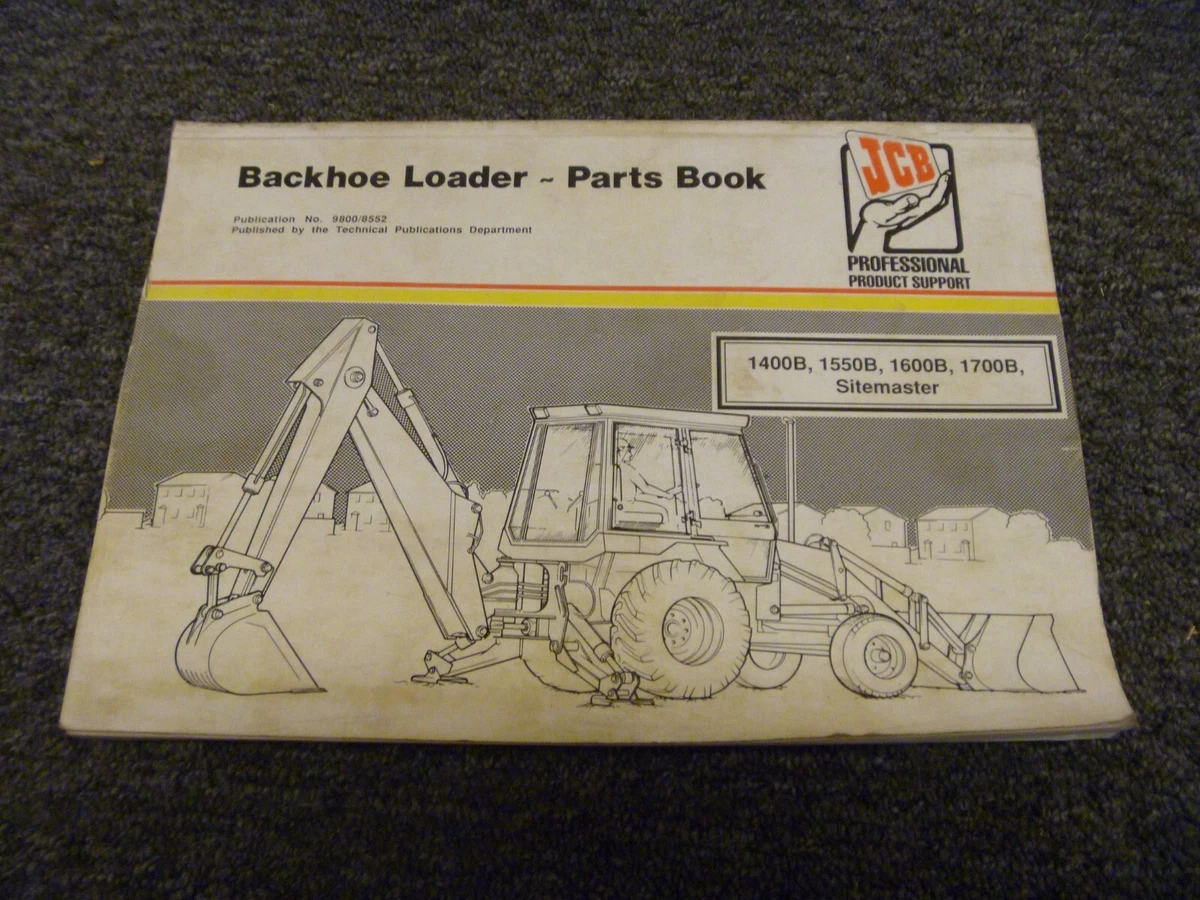 Backhoe Loader ~ Parts Book
Publication No. 9800/8552
Published by the Technical Publications Department
JCB
PROFESSIONAL
PRODUCT SUPPORT
1400B, 1550B, 1600B, 1700B,
Sitemaster